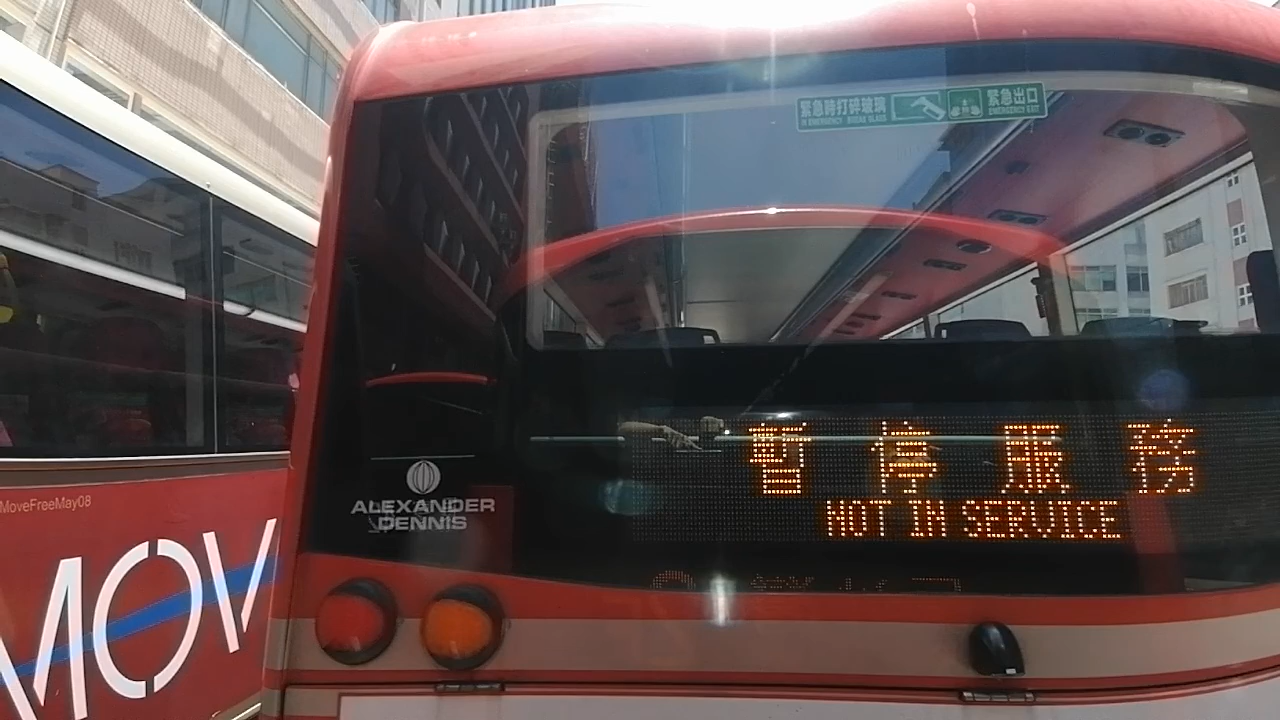 緊急時打碎玻璃
IN EMERGENCY BREAK GLASS
緊急出口
EMERGENCY EXIT
MoveFreeMay08
MOV
ALEXANDER
DENNIS
暫停服務
NOT IN SERVICE